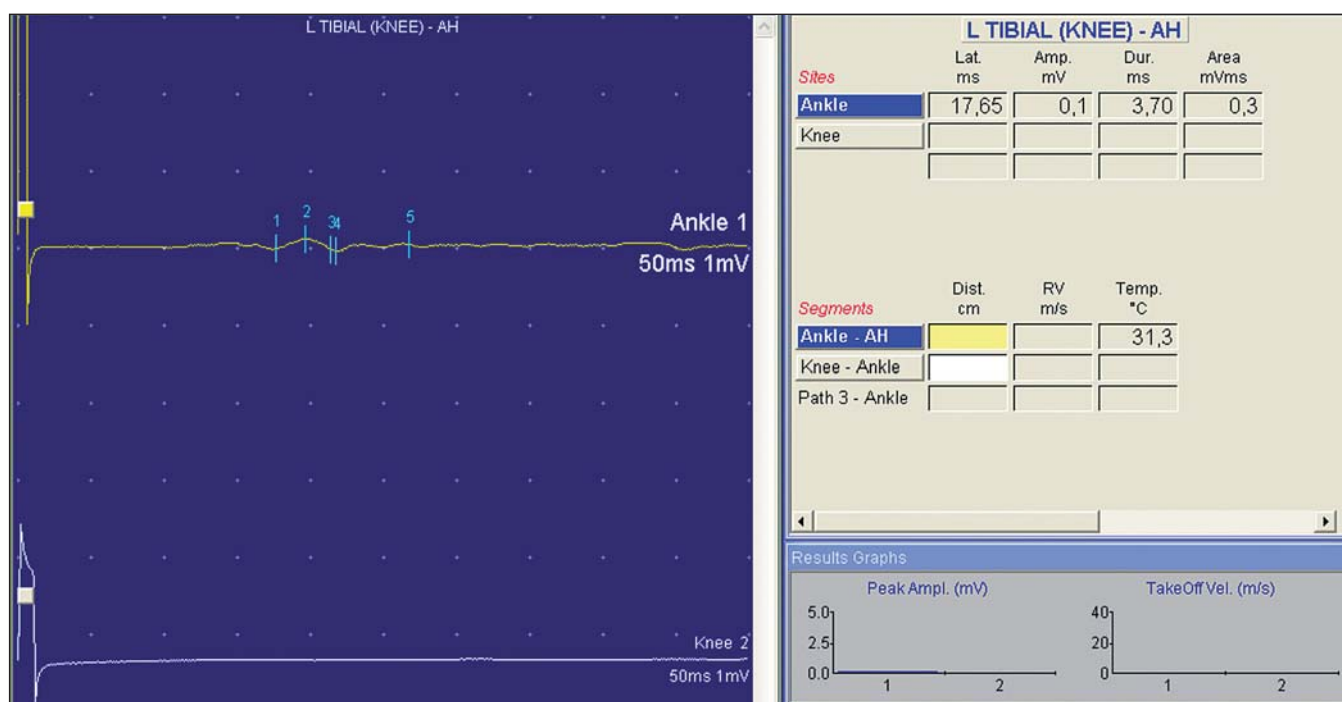 L TIBIAL (KNEE) - AH
1 2 34 5
Ankle 1
50ms 1mV
Knee 2
50ms 1mV
L TIBIAL (KNEE) - AH
Sites Lat. ms Amp. mV Dur. ms Area mVms
Ankle 17,65 0,1 3,70 0,3
Knee
Segments Dist. cm RV m/s Temp. °C
Ankle - AH 31,3
Knee - Ankle
Path 3 - Ankle
Results Graphs
Peak Ampl. (mV)
5.0
2.5
0.0
1 2
TakeOff Vel. (m/s)
40
20
0
1 2